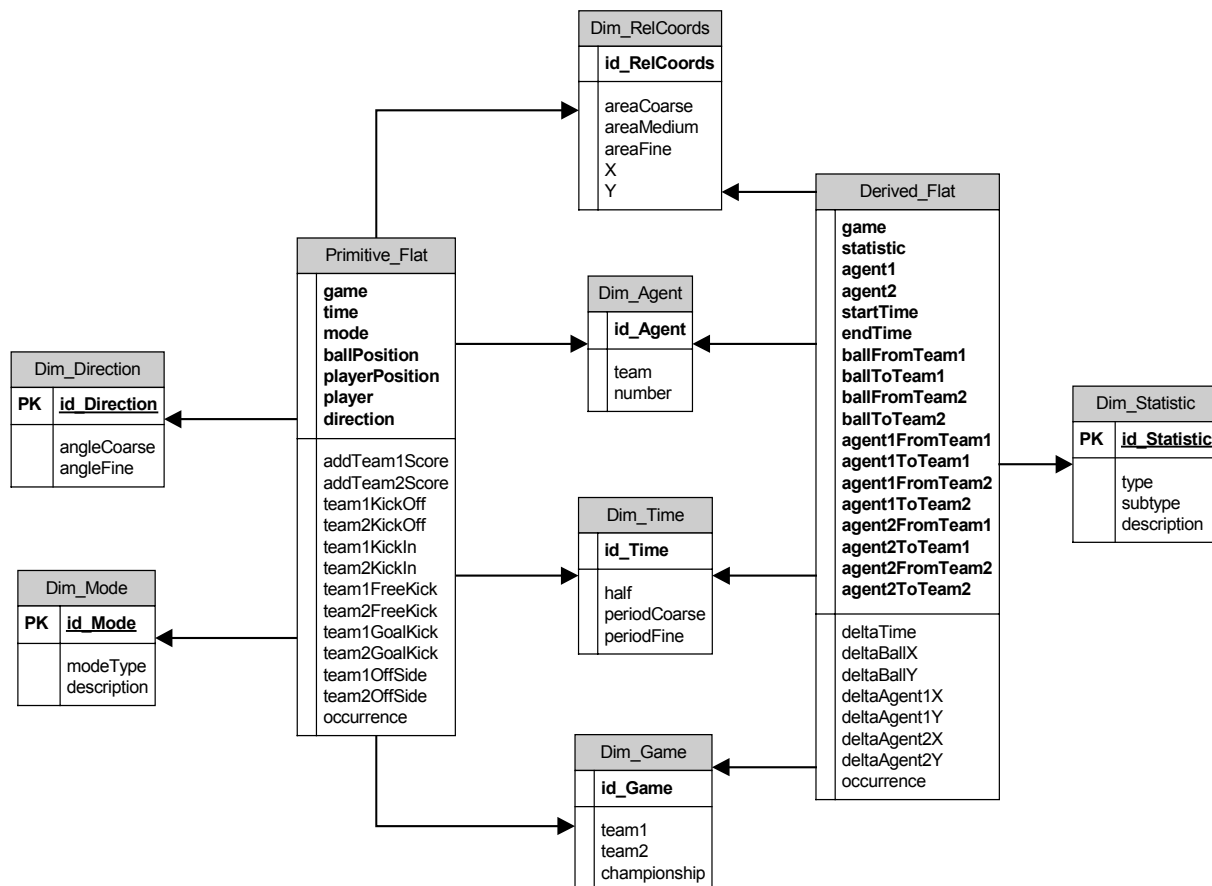 Dim_RelCoords
id_RelCoords
areaCoarse
areaMedium
areaFine
X
Y
Derived_Flat
game
statistic
agent1
agent2
startTime
endTime
ballFromTeam1
ballToTeam1
ballFromTeam2
ballToTeam2
agent1FromTeam1
agent1ToTeam1
agent1FromTeam2
agent1ToTeam2
agent2FromTeam1
agent2ToTeam1
agent2FromTeam2
agent2ToTeam2
deltaTime
deltaBallX
deltaBallY
deltaAgent1X
deltaAgent1Y
deltaAgent2X
deltaAgent2Y
occurrence
Primitive_Flat
game
time
mode
ballPosition
playerPosition
player
direction
addTeam1Score
addTeam2Score
team1KickOff
team2KickOff
team1KickIn
team2KickIn
team1FreeKick
team2FreeKick
team1GoalKick
team2GoalKick
team1OffSide
team2OffSide
occurrence
Dim_Agent
id_Agent
team
number
Dim_Direction
PK id_Direction
angleCoarse
angleFine
Dim_Statistic
PK id_Statistic
type
subtype
description
Dim_Time
id_Time
half
periodCoarse
periodFine
Dim_Mode
PK id_Mode
modeType
description
Dim_Game
id_Game
team1
team2
championship